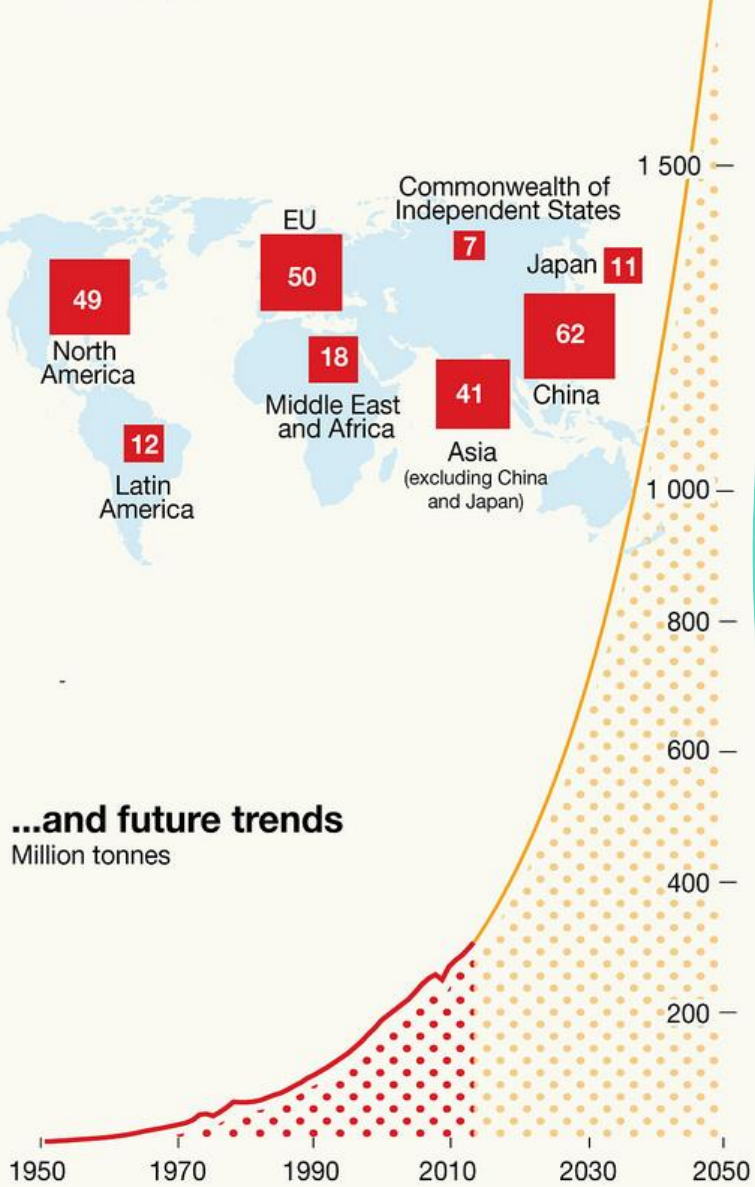 1 500
Commonwealth of
Independent States
7
EU
50
Japan 11
49
North
America
62
China
18
Middle East
and Africa
41
Asia
(excluding China
and Japan)
12
Latin
America
1 000
800
600
...and future trends
Million tonnes
400
200
1950 1970 1990 2010 2030 2050